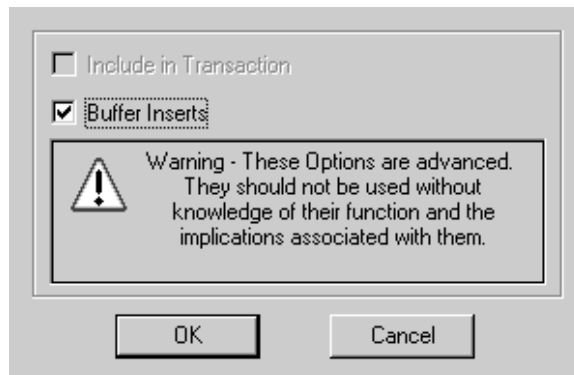 Include in Transaction
Buffer Inserts
Warning - These Options are advanced.
They should not be used without
knowledge of their function and the
implications associated with them.
OK
Cancel